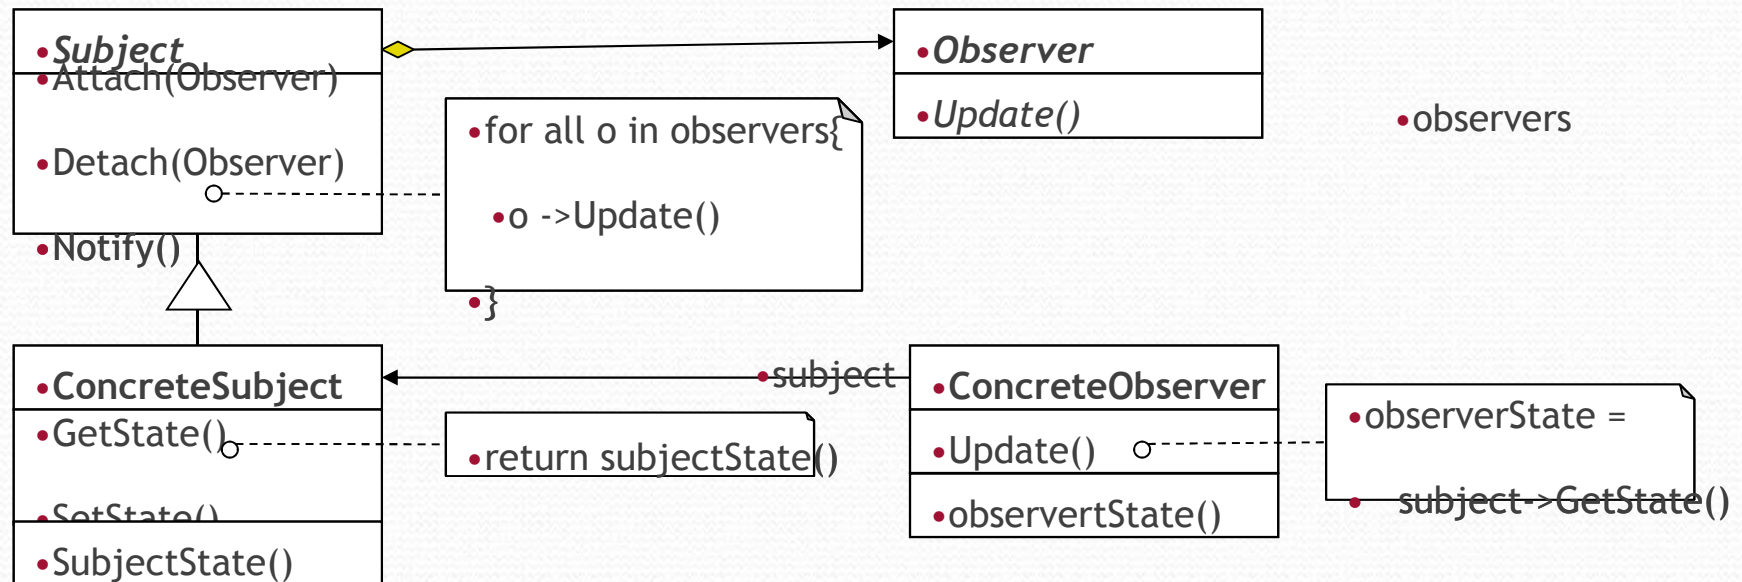 •Subject
•Attach(Observer)
•Detach(Observer)
•Notify()
•for all o in observers{
•o ->Update()
•}
•Observer
•Update()
•observers
•ConcreteSubject
•GetState()
•SetState()
•SubjectState()
•return subjectState()
•subject
•ConcreteObserver
•Update()
•observertState()
•observerState =
• subject->GetState()